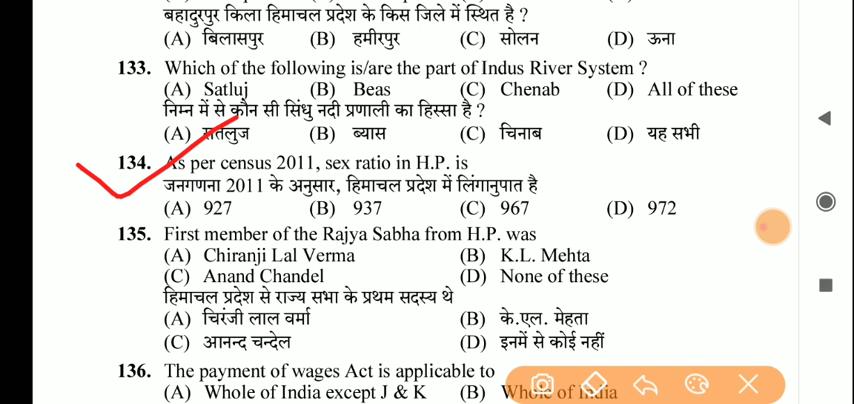 बहादुरपुर किला हिमाचल प्रदेश के किस जिले में स्थित है ?
(A) बिलासपुर (B) हमीरपुर (C) सोलन (D) ऊना
133. Which of the following is/are the part of Indus River System ?
(A) Satluj (B) Beas (C) Chenab (D) All of these
निम्न में से कौन सी सिंधु नदी प्रणाली का हिस्सा है ?
(A) सतलुज (B) ब्यास (C) चिनाब (D) यह सभी
134. As per census 2011, sex ratio in H.P. is
जनगणना 2011 के अनुसार, हिमाचल प्रदेश में लिंगानुपात है
(A) 927 (B) 937 (C) 967 (D) 972
135. First member of the Rajya Sabha from H.P. was
(A) Chiranji Lal Verma (B) K.L. Mehta
(C) Anand Chandel (D) None of these
हिमाचल प्रदेश से राज्य सभा के प्रथम सदस्य थे
(A) चिरंजी लाल वर्मा (B) के.एल. मेहता
(C) आनन्द चन्देल (D) इनमें से कोई नहीं
136. The payment of wages Act is applicable to
(A) Whole of India except J & K (B) Whole of India